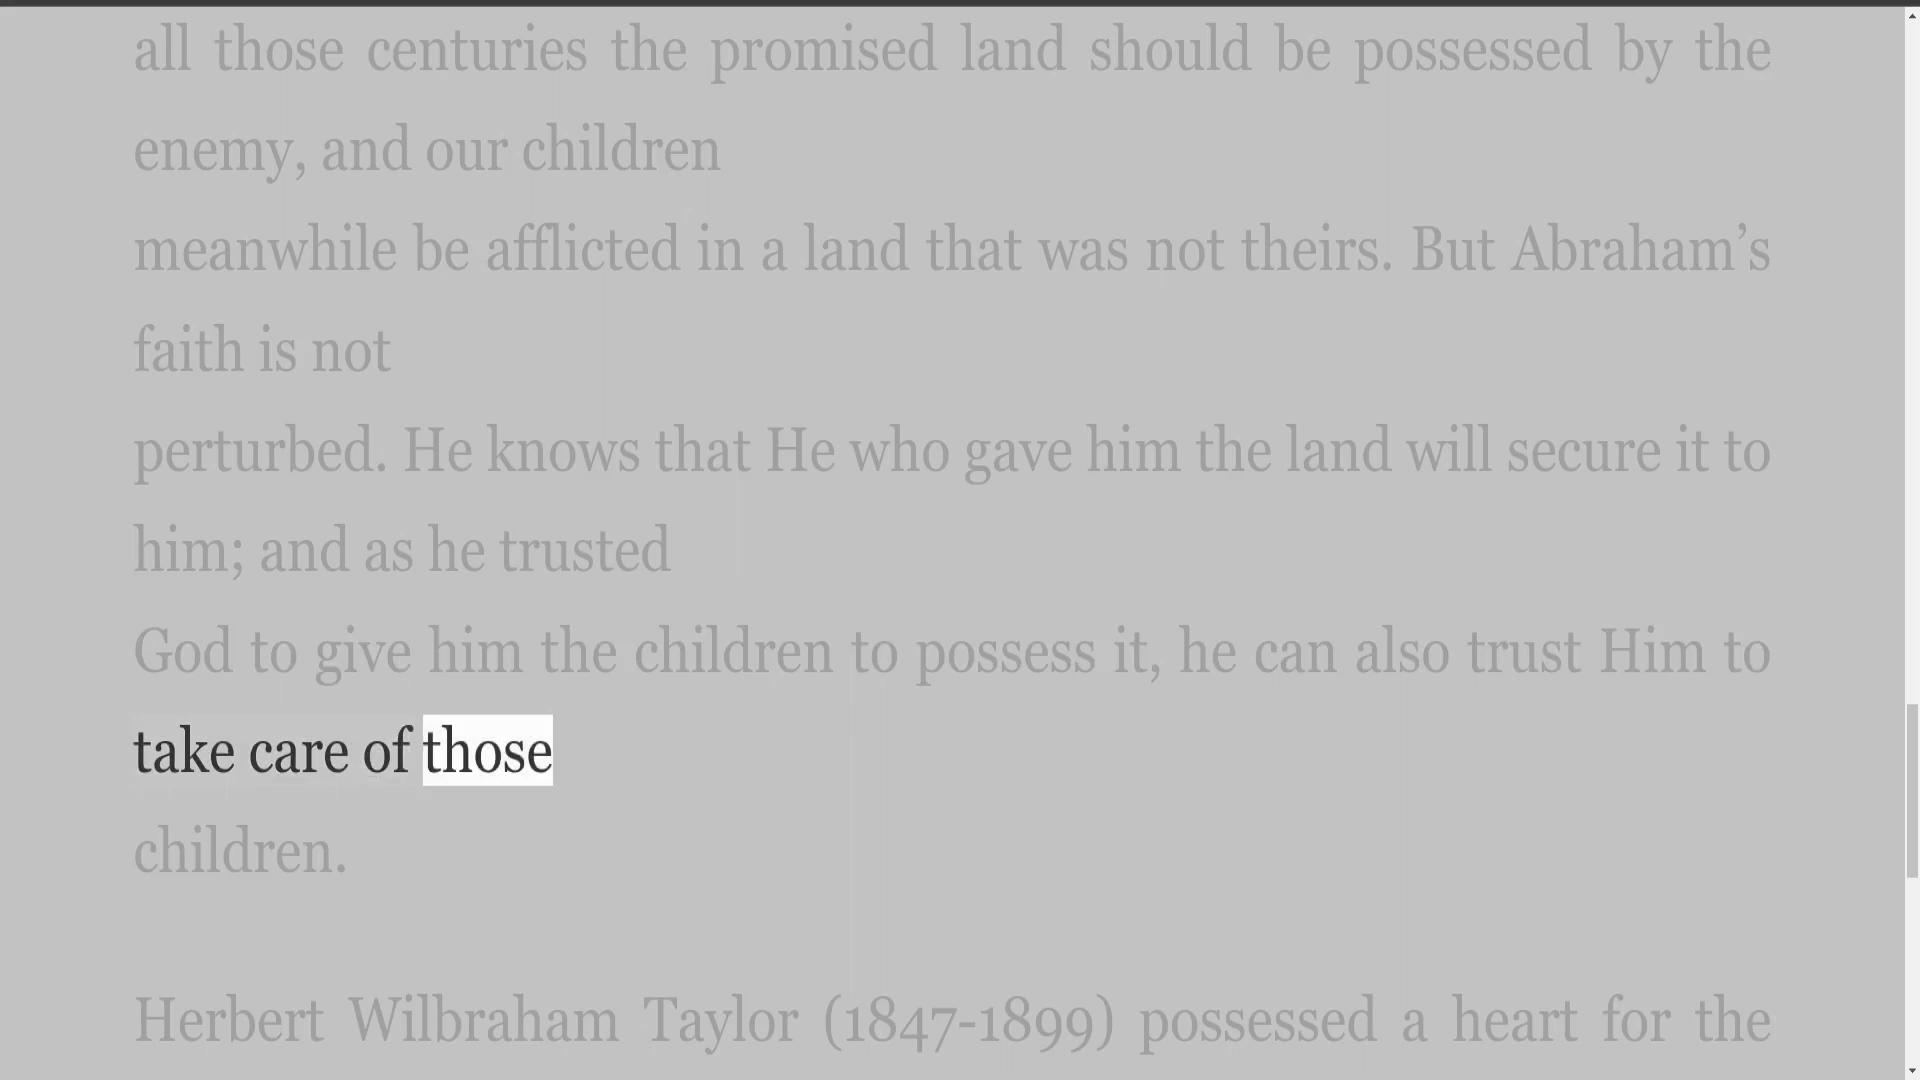 all those centuries the promised land should be possessed by the
enemy, and our children
meanwhile be afflicted in a land that was not theirs. But Abraham’s
faith is not
perturbed. He knows that He who gave him the land will secure it to
him; and as he trusted
God to give him the children to possess it, he can also trust Him to
take care of those
children.
Herbert Wilbraham Taylor (1847-1899) possessed a heart for the